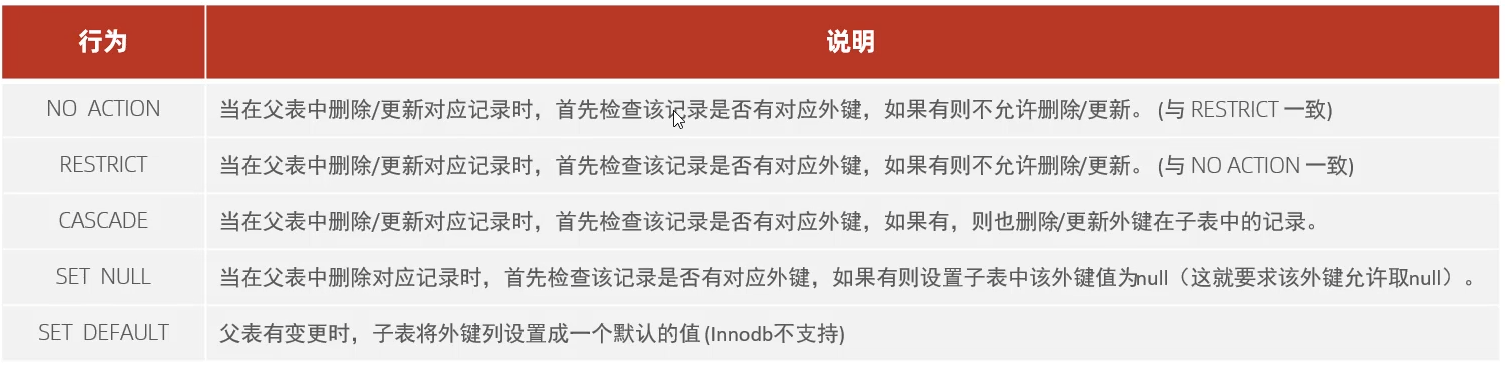 行为 说明
NO ACTION 当在父表中删除/更新对应记录时，首先检查该记录是否有对应外键，如果有则不允许删除/更新。 (与 RESTRICT 一致)
RESTRICT 当在父表中删除/更新对应记录时，首先检查该记录是否有对应外键，如果有则不允许删除/更新。 (与 NO ACTION 一致)
CASCADE 当在父表中删除/更新对应记录时，首先检查该记录是否有对应外键，如果有，则也删除/更新外键在子表中的记录。
SET NULL 当在父表中删除对应记录时，首先检查该记录是否有对应外键，如果有则设置子表中该外键值为null（这就要求该外键允许取null）。
SET DEFAULT 父表有变更时，子表将外键列设置成一个默认的值 (Innodb不支持)